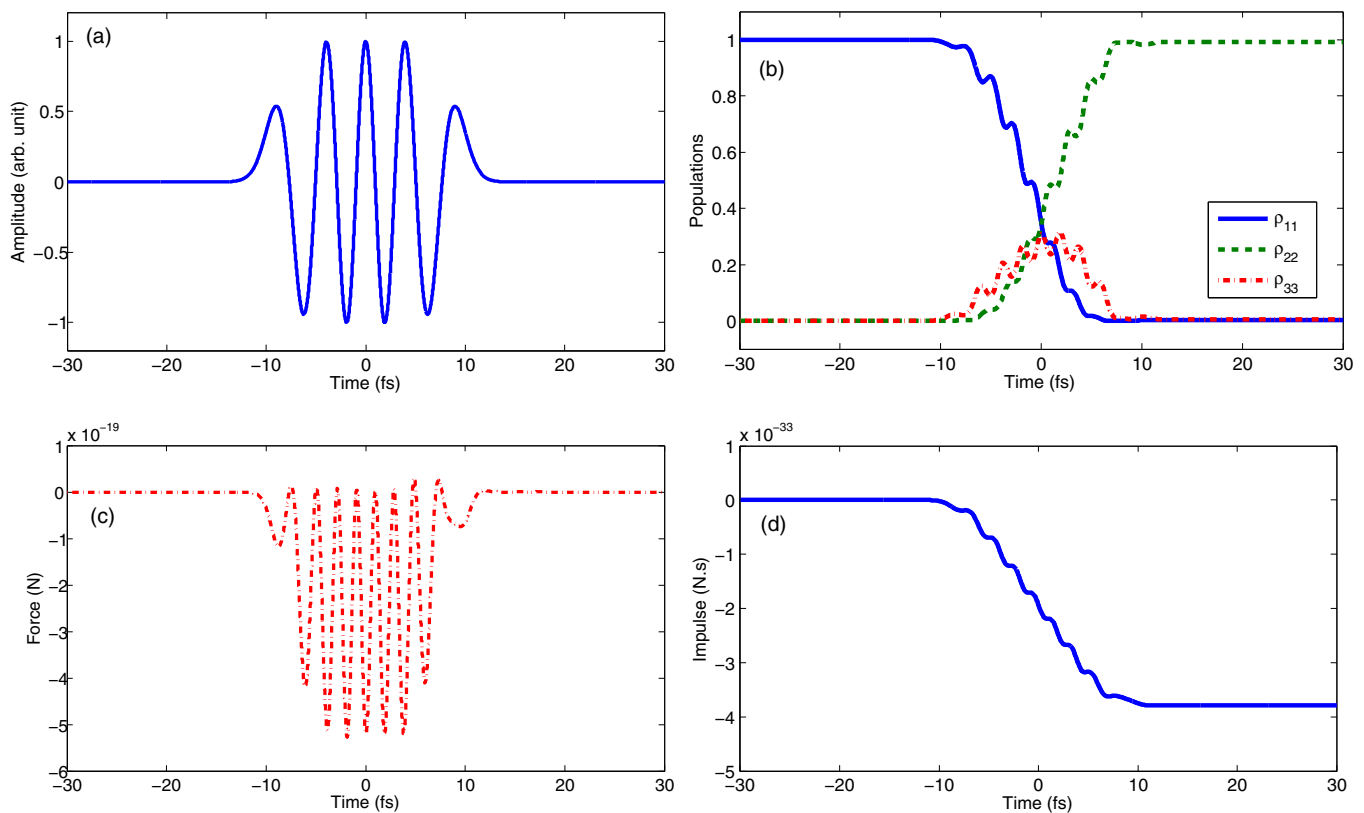 (a)
Amplitude (arb. unit)
1
0.5
0
−0.5
−1
−30 −20 −10 0 10 20 30
Time (fs)
(b)
Populations
1
0.8
0.6
0.4
0.2
0
ρ11
ρ22
ρ33
−30 −20 −10 0 10 20 30
Time (fs)
x 10−19
(c)
Force (N)
1
0
−1
−2
−3
−4
−5
−6
−30 −20 −10 0 10 20 30
Time (fs)
x 10−33
(d)
Impulse (N.s)
1
0
−1
−2
−3
−4
−5
−30 −20 −10 0 10 20 30
Time (fs)